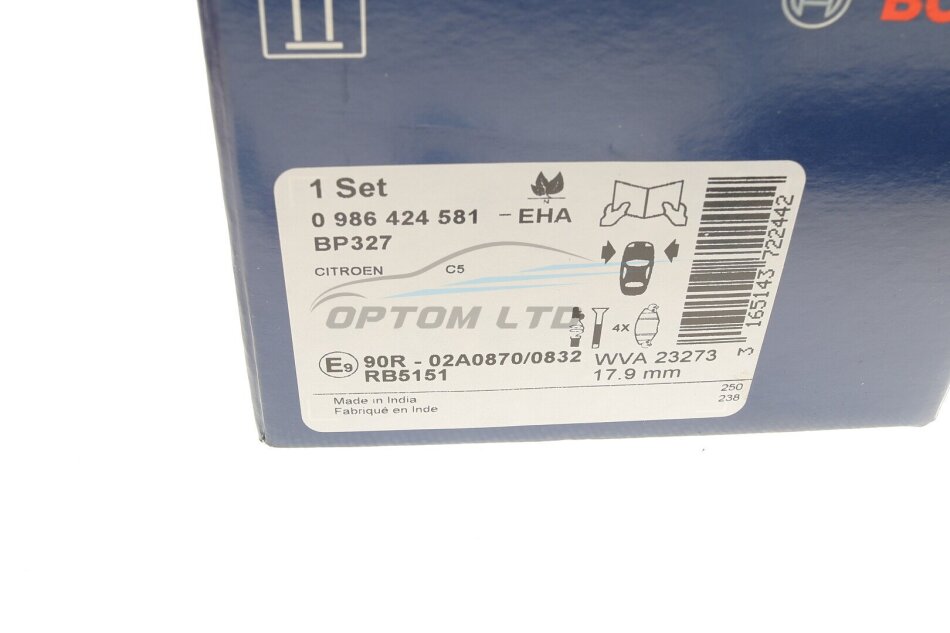 1 Set
0 986 424 581 - EHA
BP327
CITROEN C5
OPTOM LTD
4X
E9 90R - 02A0870/0832 WVA 23273
RB5151 17.9 mm
250
238
Made in India
Fabriqué en Inde
3 165143 722442